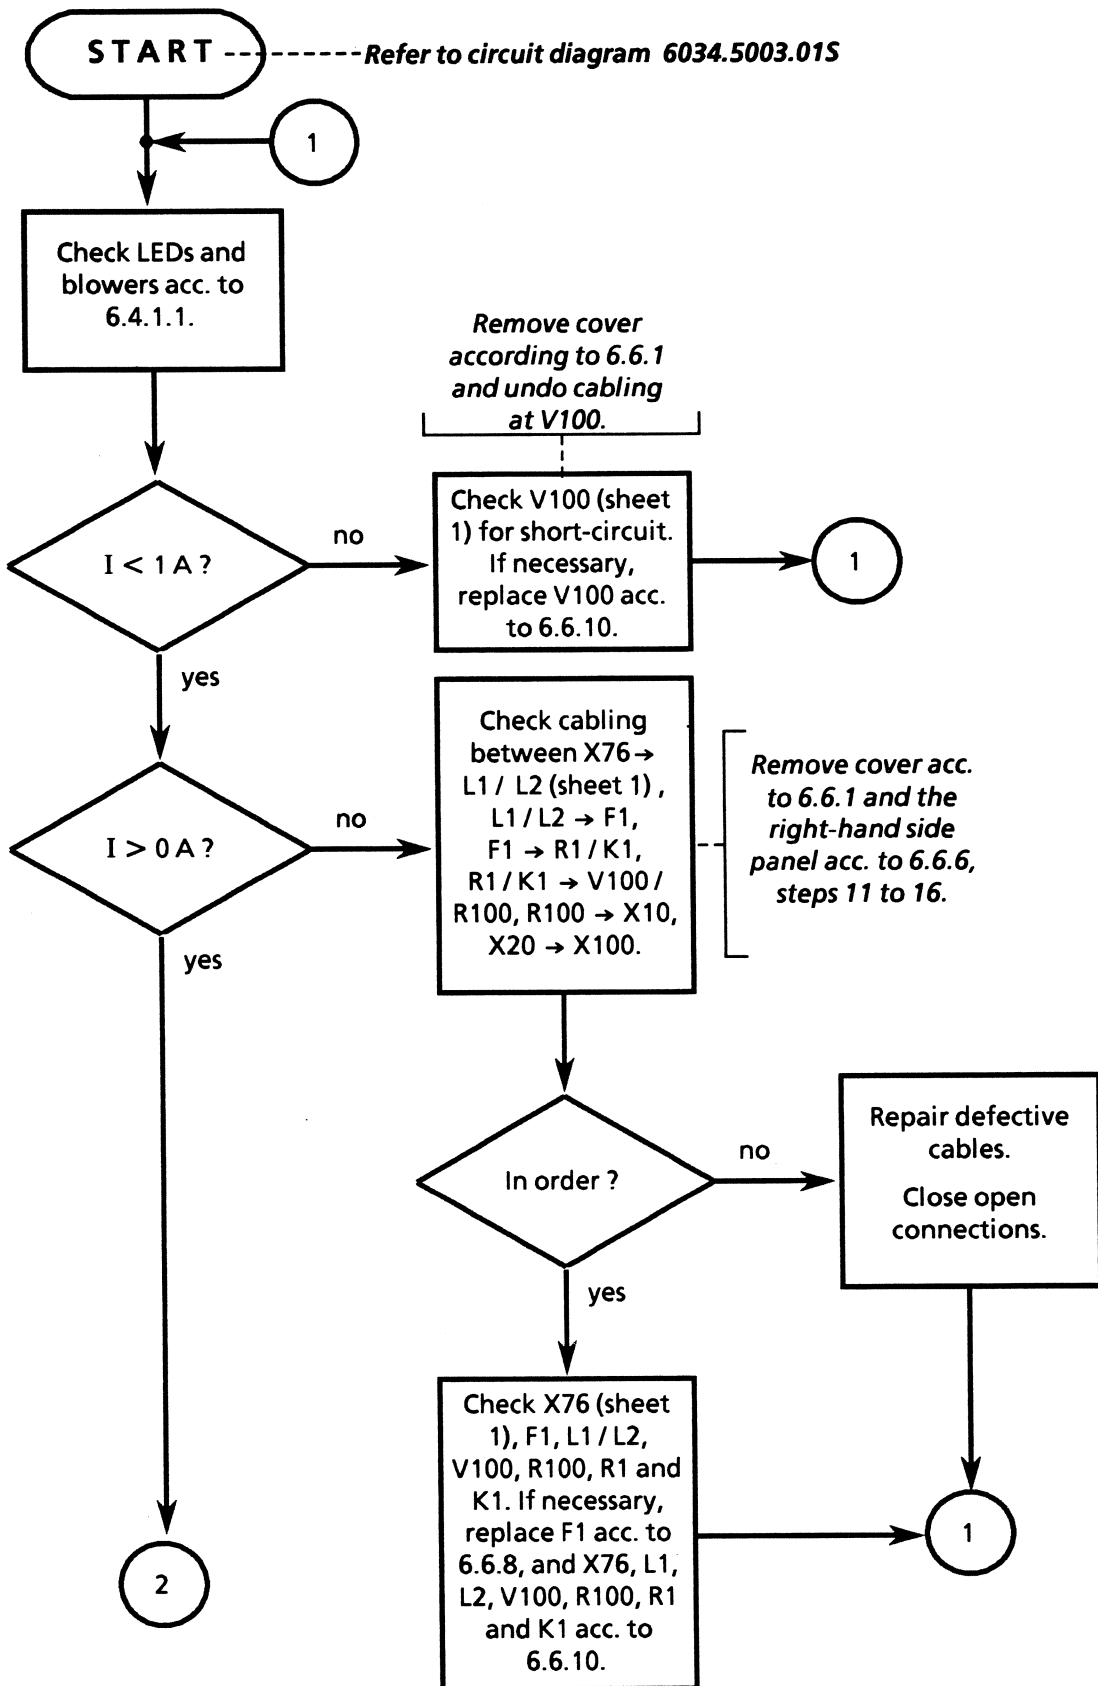 START
Refer to circuit diagram 6034.5003.01S
1
Check LEDs and
blowers acc. to
6.4.1.1.
Remove cover
according to 6.6.1
and undo cabling
at V100.
I < 1 A ?
no
Check V100 (sheet
1) for short-circuit.
If necessary,
replace V100 acc.
to 6.6.10.
1
yes
I > 0 A ?
no
Check cabling
between X76 →
L1 / L2 (sheet 1) ,
L1 / L2 → F1,
F1 → R1 / K1,
R1 / K1 → V100 /
R100, R100 → X10,
X20 → X100.
Remove cover acc.
to 6.6.1 and the
right-hand side
panel acc. to 6.6.6,
steps 11 to 16.
yes
In order ?
no
Repair defective
cables.
Close open
connections.
yes
Check X76 (sheet
1), F1, L1 / L2,
V100, R100, R1 and
K1. If necessary,
replace F1 acc. to
6.6.8, and X76, L1,
L2, V100, R100, R1
and K1 acc. to
6.6.10.
1
2